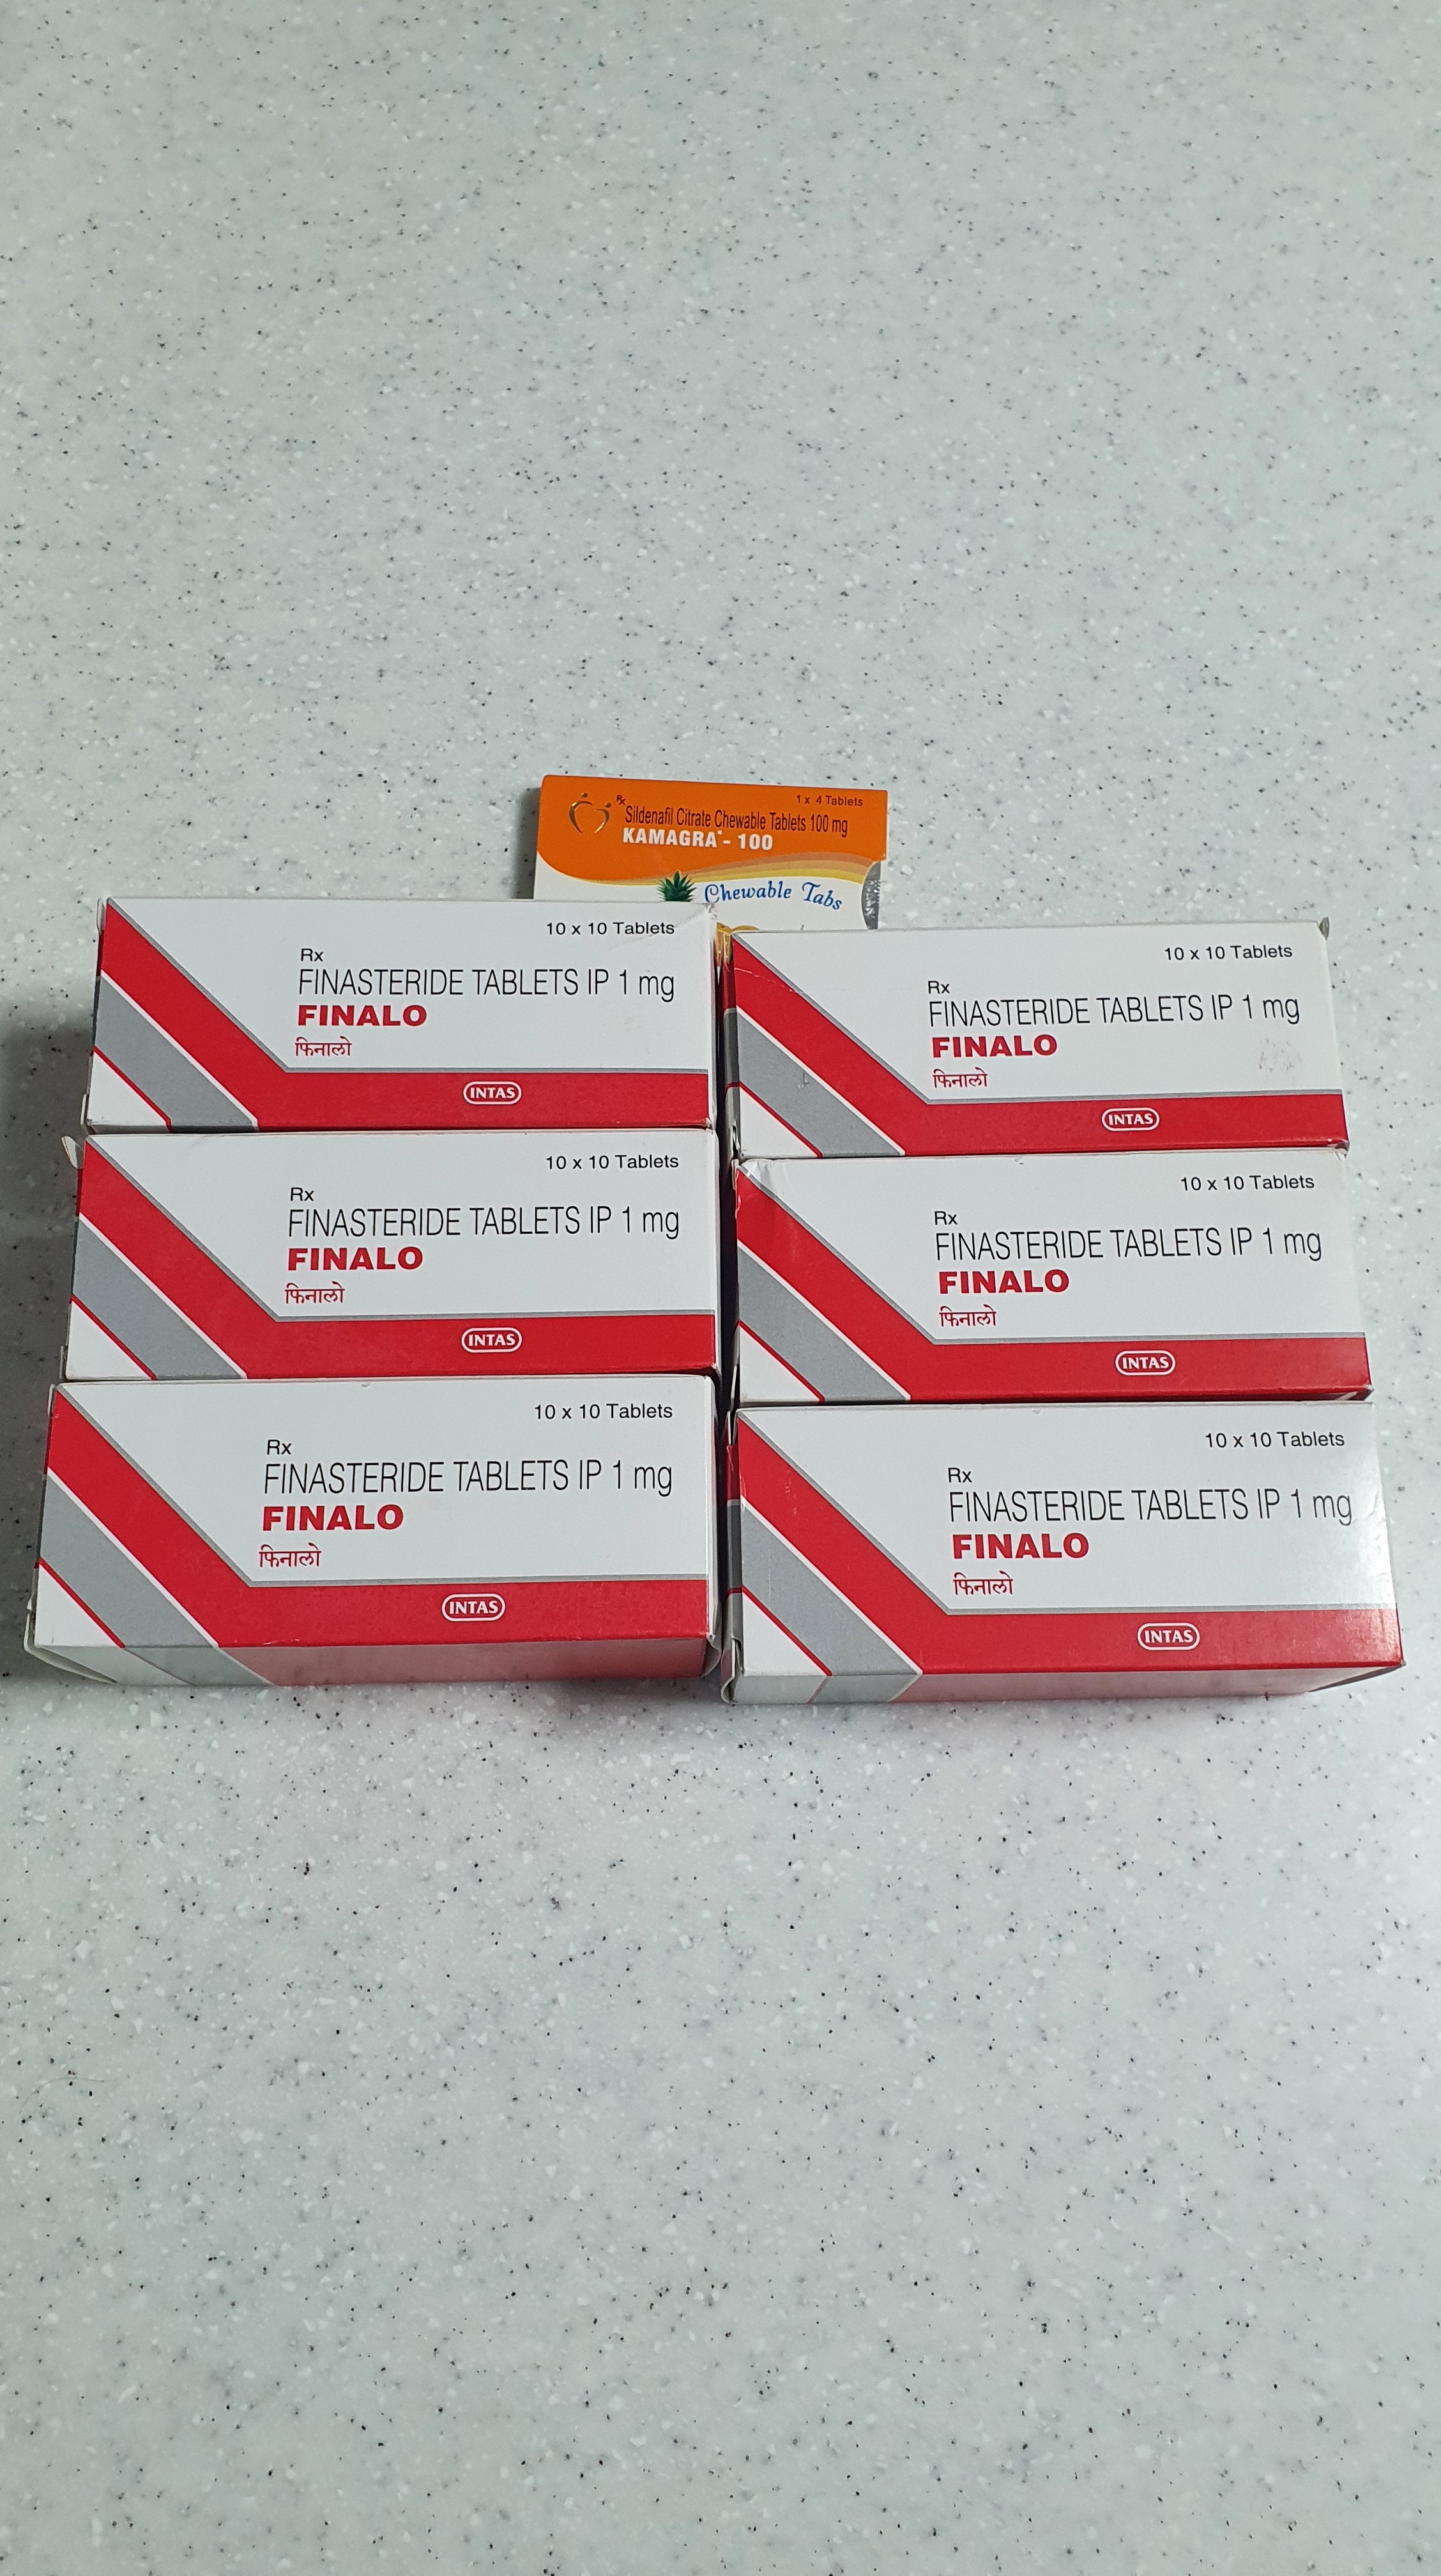 1 x 4 Tablets
Rx
Sildenafil Citrate Chewable Tablets 100 mg
KAMAGRA - 100
Chewable Tabs
10 x 10 Tablets
Rx
FINASTERIDE TABLETS IP 1 mg
FINALO
फिनालो
INTAS
10 x 10 Tablets
Rx
FINASTERIDE TABLETS IP 1 mg
FINALO
फिनालो
INTAS
10 x 10 Tablets
Rx
FINASTERIDE TABLETS IP 1 mg
FINALO
फिनालो
INTAS
10 x 10 Tablets
Rx
FINASTERIDE TABLETS IP 1 mg
FINALO
फिनालो
INTAS
10 x 10 Tablets
Rx
FINASTERIDE TABLETS IP 1 mg
FINALO
फिनालो
INTAS
10 x 10 Tablets
Rx
FINASTERIDE TABLETS IP 1 mg
FINALO
फिनालो
INTAS